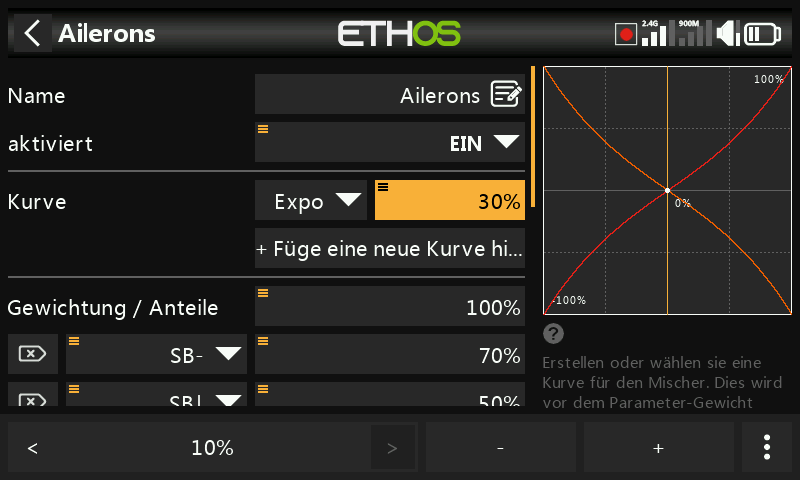 Ailerons
ETHOS
2.4G
900M
Name
Ailerons
aktiviert
EIN
Kurve
Expo
30%
+ Füge eine neue Kurve hi...
Gewichtung / Anteile
100%
SB-
70%
50%
100%
0%
-100%
?
Erstellen oder wählen sie eine
Kurve für den Mischer. Dies wird
vor dem Parameter-Gewicht
<
10%
>
-
+